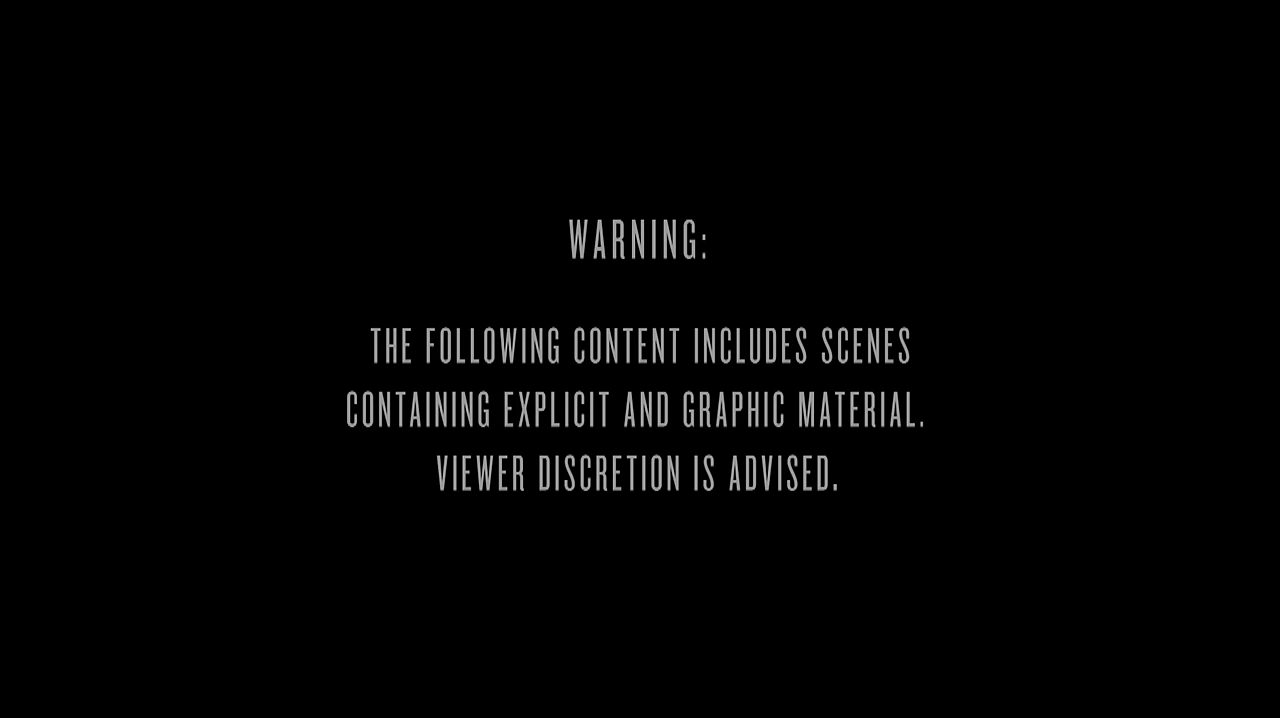 WARNING:
THE FOLLOWING CONTENT INCLUDES SCENES
CONTAINING EXPLICIT AND GRAPHIC MATERIAL.
VIEWER DISCRETION IS ADVISED.